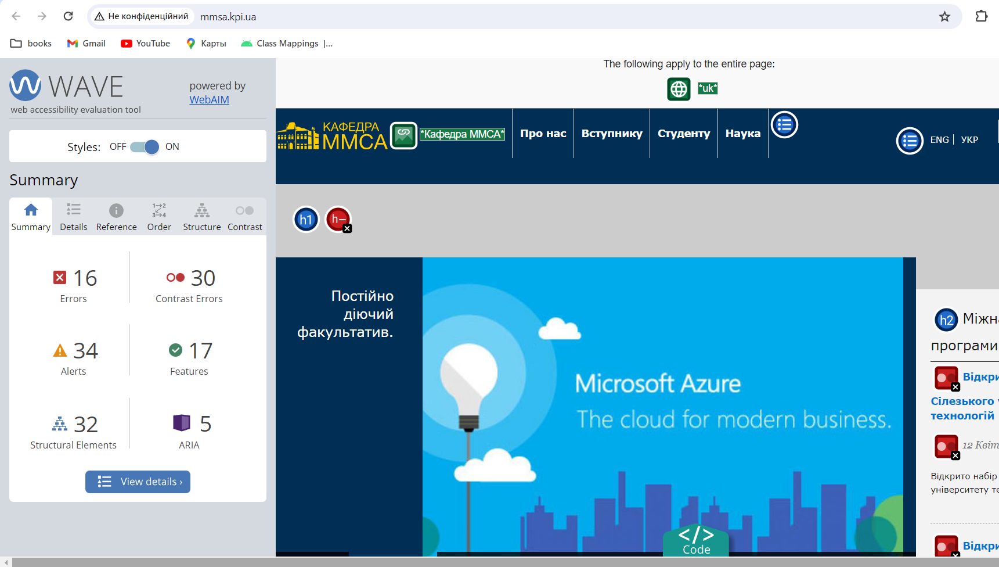 Не конфіденційний
mmsa.kpi.ua
books
Gmail
YouTube
Карты
Class Mappings |...
WAVE
web accessibility evaluation tool
powered by
WebAIM
Styles: OFF ON
Summary
Summary
Details
Reference
Order
Structure
Contrast
16
Errors
30
Contrast Errors
34
Alerts
17
Features
32
Structural Elements
5
ARIA
View details ›
The following apply to the entire page:
*uk*
КАФЕДРА
ММСА
*Кафедра ММСА*
Про нас
Вступнику
Студенту
Наука
ENG
УКР
h1
h–
Постійно
діючий
факультатив.
Microsoft Azure
The cloud for modern business.
</>
Code
h2
Міжна
програми
Відкри
Сілезького
технологій
12 Квіт
Відкрито набір
університету те
Відкри